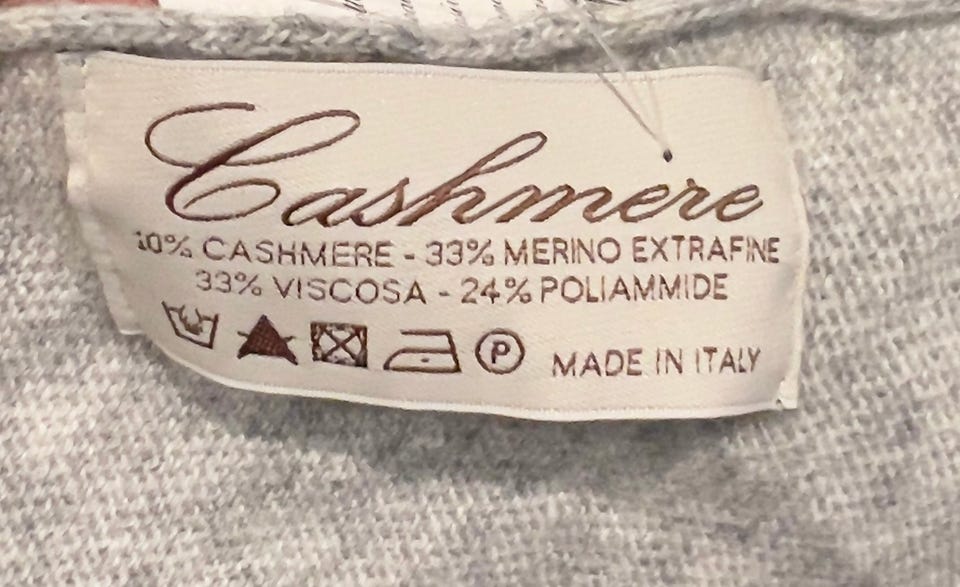 Cashmere
10% CASHMERE - 33% MERINO EXTRAFINE
33% VISCOSA - 24% POLIAMMIDE
P MADE IN ITALY